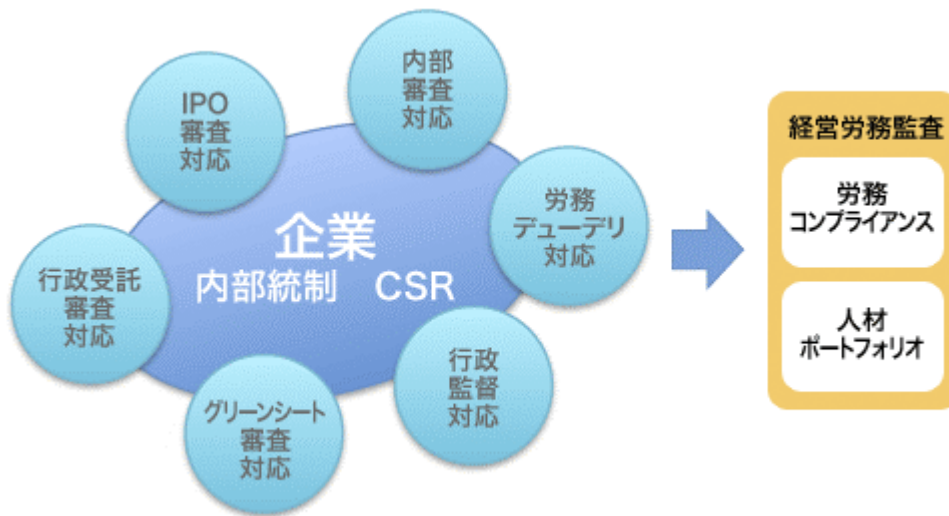 IPO
審査
対応
内部
審査
対応
労務
デューデリ
対応
行政
監督
対応
グリーンシート
審査
対応
行政受託
審査
対応
企業
内部統制 CSR
経営労務監査
労務
コンプライアンス
人材
ポートフォリオ